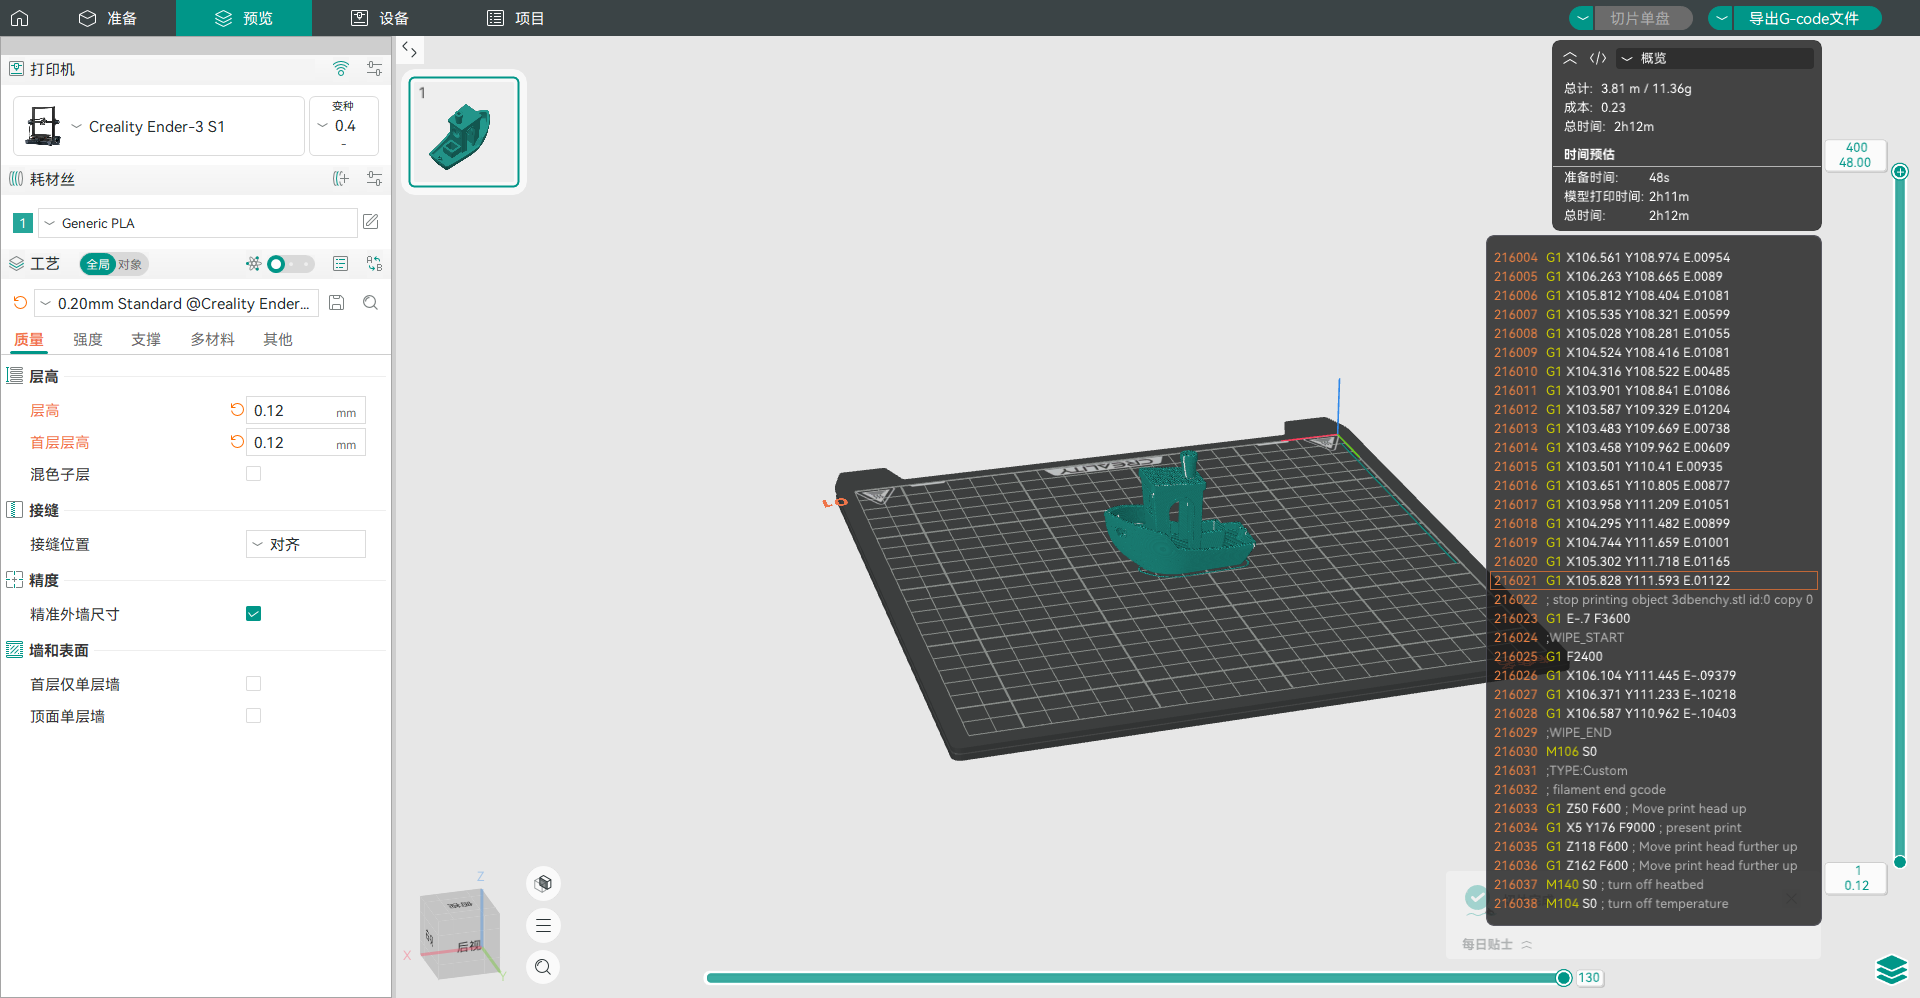 准备
预览
设备
项目
切片单盘
导出G-code文件
打印机
Creality Ender-3 S1
变种
0.4
-
耗材丝
1
Generic PLA
工艺
全局
对象
0.20mm Standard @Creality Ender...
质量
强度
支撑
多材料
其他
层高
层高
0.12
mm
首层层高
0.12
mm
混色子层
接缝
接缝位置
对齐
精度
精准外墙尺寸
墙和表面
首层仅单层墙
顶面单层墙
1
概览
总计: 3.81 m / 11.36g
成本: 0.23
总时间: 2h12m
时间预估
准备时间: 48s
模型打印时间: 2h11m
总时间: 2h12m
400
48.00
216004 G1 X106.561 Y108.974 E.00954
216005 G1 X106.263 Y108.665 E.0089
216006 G1 X105.812 Y108.404 E.01081
216007 G1 X105.535 Y108.321 E.00599
216008 G1 X105.028 Y108.281 E.01055
216009 G1 X104.524 Y108.416 E.01081
216010 G1 X104.316 Y108.522 E.00485
216011 G1 X103.901 Y108.841 E.01086
216012 G1 X103.587 Y109.329 E.01204
216013 G1 X103.483 Y109.669 E.00738
216014 G1 X103.458 Y109.962 E.00609
216015 G1 X103.501 Y110.41 E.00935
216016 G1 X103.651 Y110.805 E.00877
216017 G1 X103.958 Y111.209 E.01051
216018 G1 X104.295 Y111.482 E.00899
216019 G1 X104.744 Y111.659 E.01001
216020 G1 X105.302 Y111.718 E.01165
216021 G1 X105.828 Y111.593 E.01122
216022 ; stop printing object 3dbenchy.stl id:0 copy 0
216023 G1 E-.7 F3600
216024 ;WIPE_START
216025 G1 F2400
216026 G1 X106.104 Y111.445 E-.09379
216027 G1 X106.371 Y111.233 E-.10218
216028 G1 X106.587 Y110.962 E-.10403
216029 ;WIPE_END
216030 M106 S0
216031 ;TYPE:Custom
216032 ; filament end gcode
216033 G1 Z50 F600 ; Move print head up
216034 G1 X5 Y176 F9000 ; present print
216035 G1 Z118 F600 ; Move print head further up
216036 G1 Z162 F600 ; Move print head further up
216037 M140 S0 ; turn off heatbed
216038 M104 S0 ; turn off temperature
1
0.12
CREALITY
每日贴士
Z
后视
X
Y
130